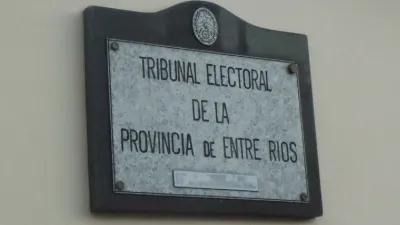 TRIBUNAL ELECTORAL
DE LA
PROVINCIA DE ENTRE RIOS